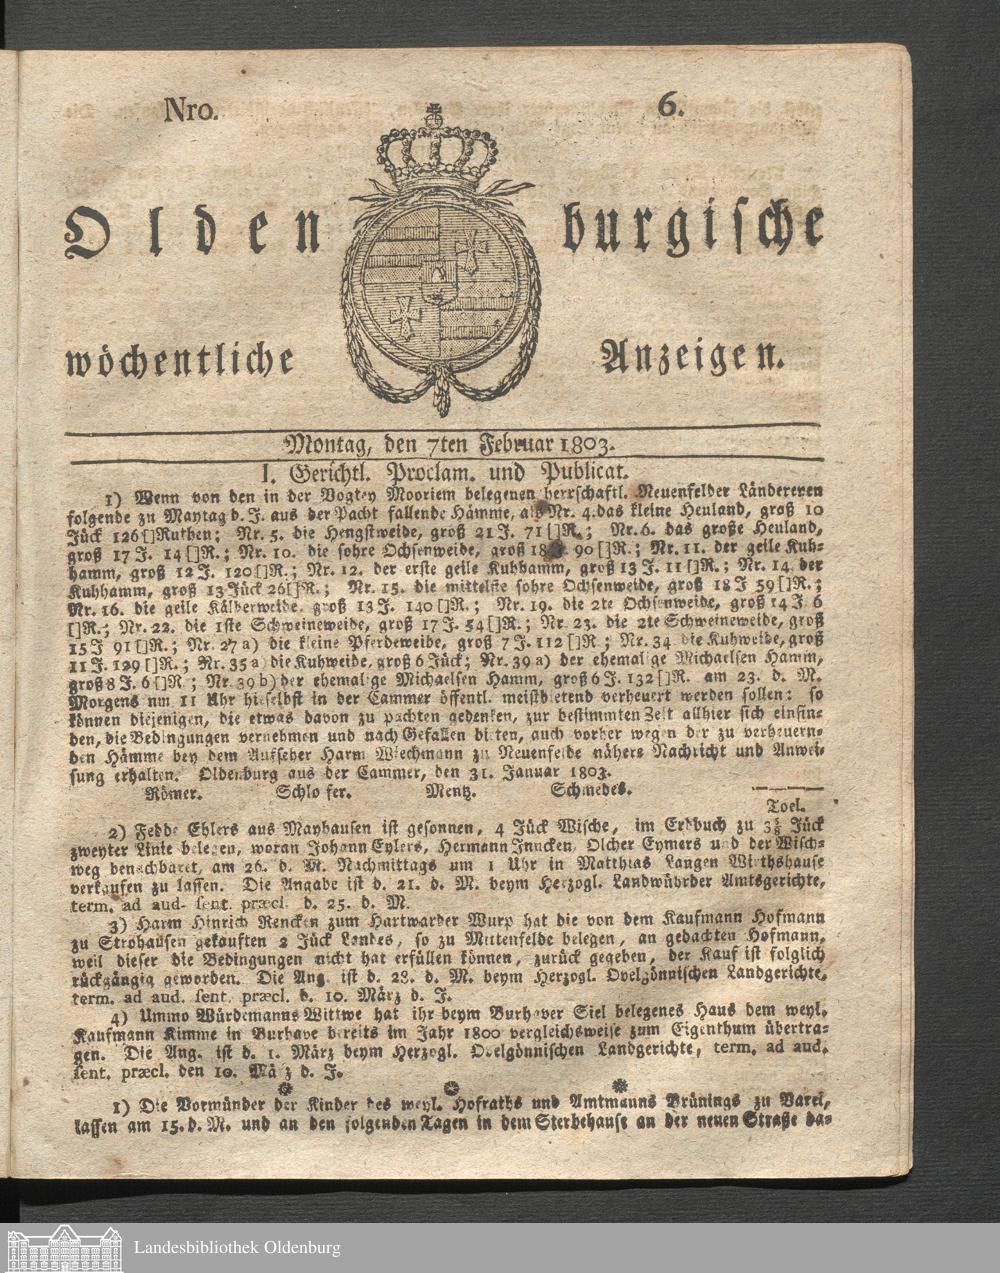 Nro. 6.
Oldenburgische
wöchentliche Anzeigen.
Montag, den 7ten Februar 1803.
I. Gerichtl. Proclam. und Publicat.
1) Wenn von den in der Vogtey Mooriem belegenen herrschaftl. Neuenfelder Ländereyen
folgende zu Maytag d. J. aus der Pacht fallende Hämme, als Nr. 4. das kleine Heuland, groß 10
Jück 126 []Ruthen; Nr. 5. die Hengstweide, groß 21 J. 71 []R.; Nr. 6. das große Heuland,
groß 17 J. 14 []R.; Nr. 10. die sohre Ochsenweide, groß 18 J. 90 []R.; Nr. 11. der geile Kuh-
hamm, groß 12 J. 120 []R.; Nr. 12. der erste geile Kuhhamm, groß 13 J. 11 []R.; Nr. 14. der
Kuhhamm, groß 13 Jück 26 []R.; Nr. 15. die mittelste sohre Ochsenweide, groß 18 J 59 []R.;
Nr. 16. die geile Kälberweide, groß 13 J. 140 []R.; Nr. 19. die 2te Ochsenweide, groß 14 J 6
[]R.; Nr. 22. die 1ste Schweineweide, groß 17 J. 54 []R.; Nr. 23. die 2te Schweineweide, groß
15 J 91 []R.; Nr. 27 a) die kleine Pferdeweide, groß 7 J. 112 []R; Nr. 34 die Kuhweide, groß
11 J. 129 []R.; Nr. 35 a) die Kuhweide, groß 6 Jück; Nr. 39 a) der ehemalige Michaelsen Hamm,
groß 8 J. 6 []R; Nr. 39 b) der ehemalige Michaelsen Hamm, groß 6 J. 132 []R. am 23. d. M.
Morgens um 11 Uhr hieselbst in der Cammer öffentl. meistbietend verheuert werden sollen: so
können diejenigen, die etwas davon zu pachten gedenken, zur bestimmten Zeit allhier sich einfin-
den, die Bedingungen vernehmen und nach Gefallen bieten, auch vorher wegen der zu verheuern-
den Hämme bey dem Aufseher Harm Wiechmann zu Neuenfelde nähere Nachricht und Anwei-
sung erhalten. Oldenburg aus der Cammer, den 31. Januar 1803.
Römer. Schloifer. Mentz. Schmedes.
Toel.
2) Fedde Ehlers aus Mayhausen ist gesonnen, 4 Jück Wische, im Erdbuch zu 3½ Jück
zweyter Linie belegen, woran Johann Eylers, Hermann Inncken, Olcher Eymers und der Wisch-
weg benachbaret, am 26. d. M. Nachmittags um 1 Uhr in Matthias Langen Wirthshause
verkaufen zu lassen. Die Angabe ist d. 21. d. M. beym Herzogl. Landwührder Amtsgerichte,
term. ad aud. sent. præcl. d. 25. d. M.
3) Harm Hinrich Rencken zum Hartwarder Wurp hat die von dem Kaufmann Hofmann
zu Strohausen gekauften 2 Jück Landes, so zu Mittenfelde belegen, an gedachten Hofmann,
weil dieser die Bedingungen nicht hat erfüllen können, zurück gegeben, der Kauf ist folglich
rückgängig geworden. Die Ang. ist d. 28. d. M. beym Herzogl. Ovelgönnischen Landgerichte,
term. ad aud. sent. præcl. d. 10. März d. J.
4) Ummo Würdemanns Wittwe hat ihr beym Burhaver Siel belegenes Haus dem weyl.
Kaufmann Kimme in Burhave bereits im Jahr 1800 vergleichsweise zum Eigenthum übertra-
gen. Die Ang. ist d. 1. März beym Herzogl. Ovelgönnischen Landgerichte, term. ad aud.
sent. præcl. den 10. März d. J.
1) Die Vormünder der Kinder des weyl. Hofraths und Amtmanns Brünings zu Varel,
lassen am 15. d. M. und an den folgenden Tagen in dem Sterbehause an der neuen Straße da-
Landesbibliothek Oldenburg